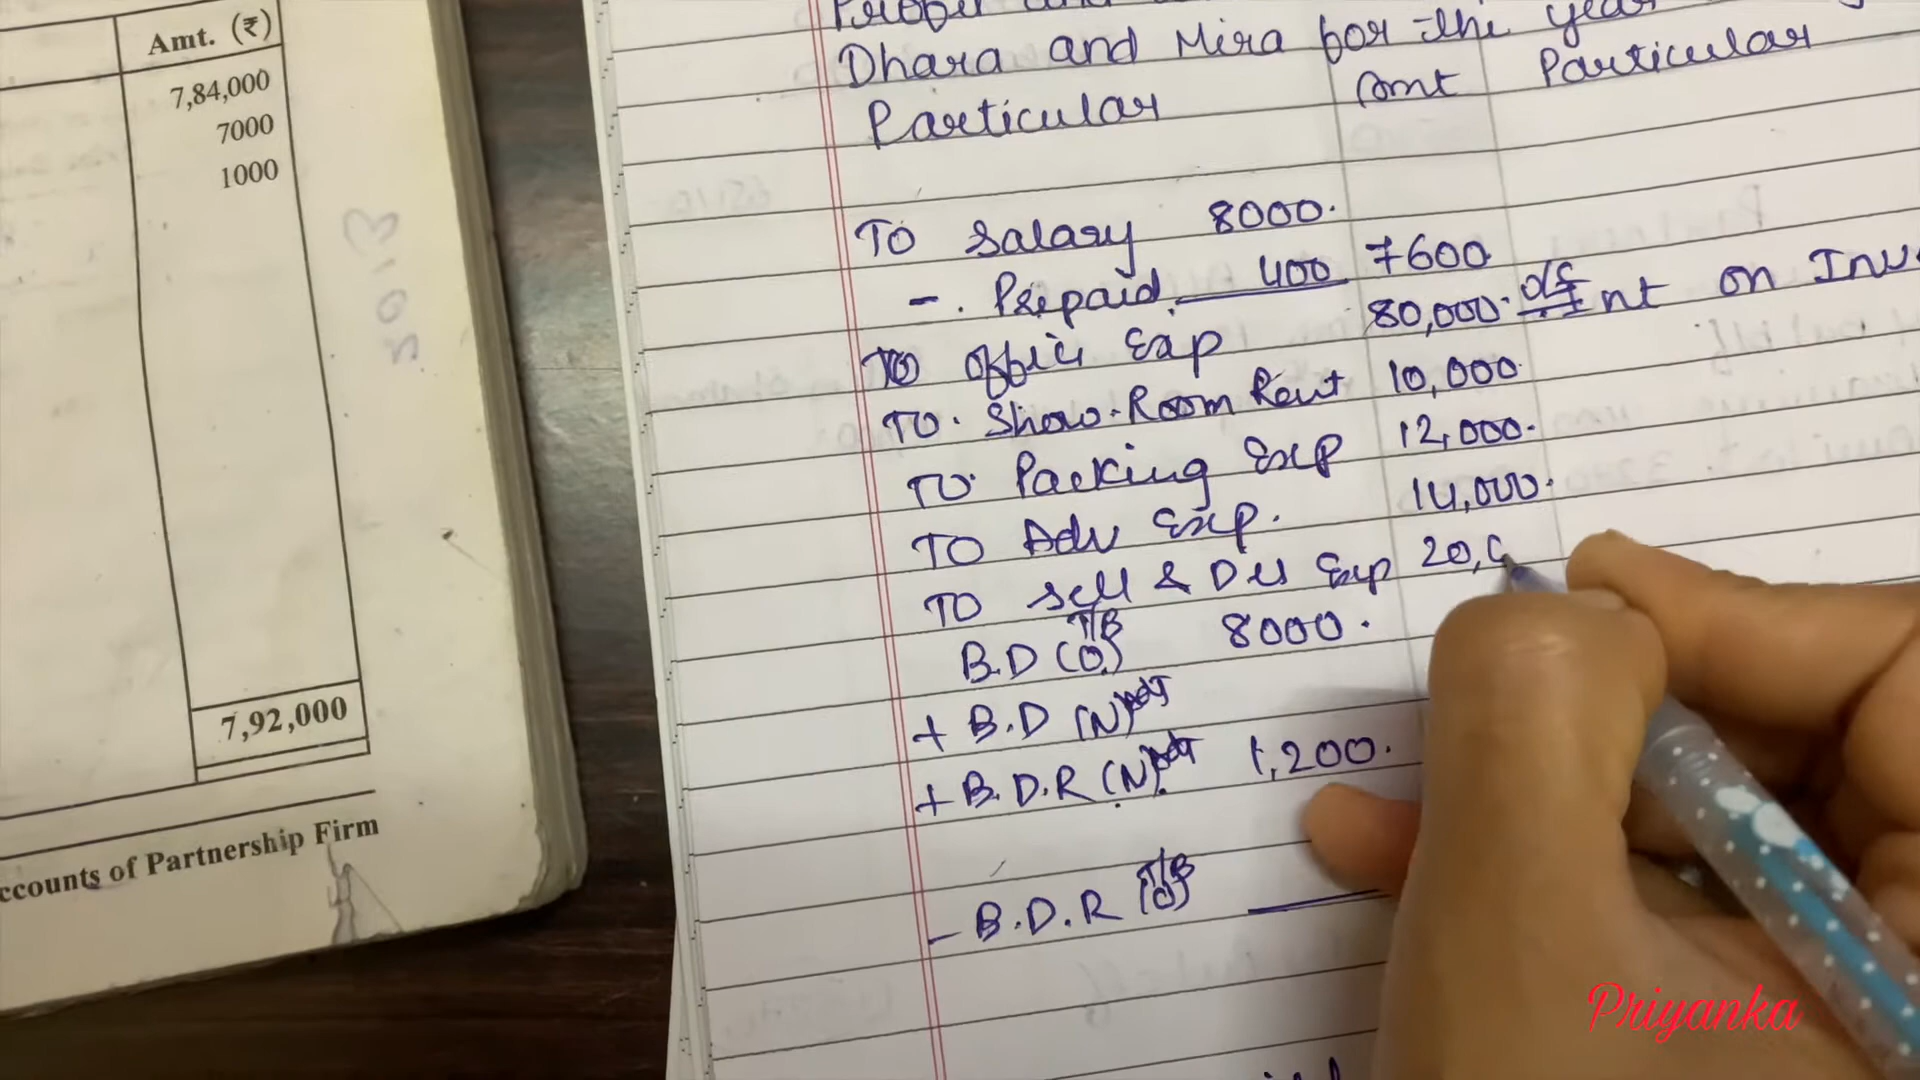 Amt. (₹)
7,84,000
7000
1000
7,92,000
ccounts of Partnership Firm
Dhara and Mira for the year
Particular Amt Particular
To Salary 8000.
-. Prepaid. 400 7600
To Offic Exp 80,000. o/s Int on Inv
To. Show.Room Rent 10,000
To. Packing Exp 12,000.
To Adv Exp. 14,000.
To sell & Dis Exp 20,0
B.D (O) T/B 8000.
+ B.D (N) adj
+ B.D.R (N) adj 1,200.
- B.D.R (O) T/B
Priyanka